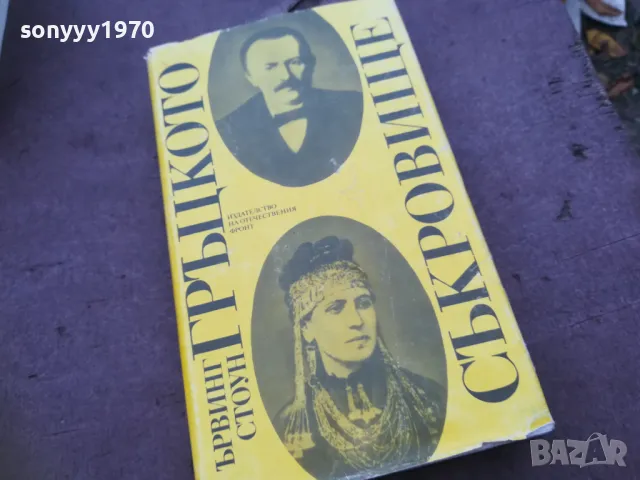 sonyyy1970
ЪРВИНГ
СТОУН
ГРЪЦКОТО
СЪКРОВИЩЕ
ИЗДАТЕЛСТВО
НА ОТЕЧЕСТВЕНИЯ
ФРОНТ
BAZAR